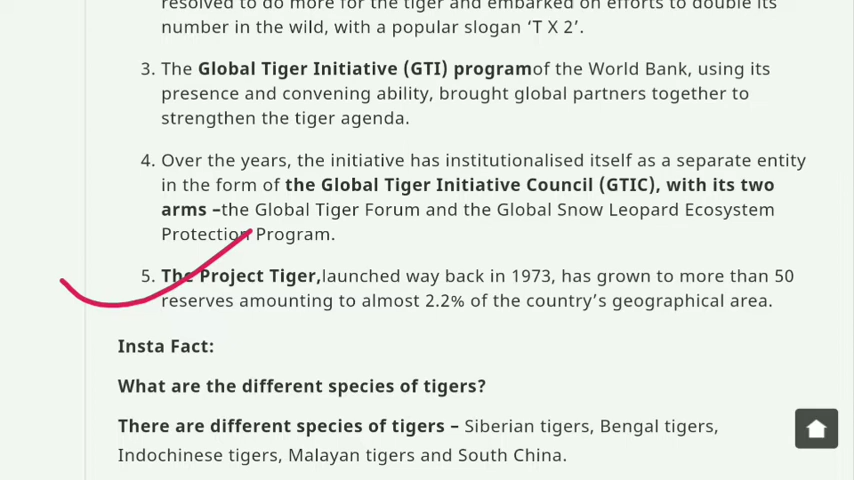 resolved to do more for the tiger and embarked on efforts to double its
number in the wild, with a popular slogan ‘T X 2’.
3. The Global Tiger Initiative (GTI) programof the World Bank, using its
presence and convening ability, brought global partners together to
strengthen the tiger agenda.
4. Over the years, the initiative has institutionalised itself as a separate entity
in the form of the Global Tiger Initiative Council (GTIC), with its two
arms –the Global Tiger Forum and the Global Snow Leopard Ecosystem
Protection Program.
5. The Project Tiger,launched way back in 1973, has grown to more than 50
reserves amounting to almost 2.2% of the country’s geographical area.
Insta Fact:
What are the different species of tigers?
There are different species of tigers – Siberian tigers, Bengal tigers,
Indochinese tigers, Malayan tigers and South China.